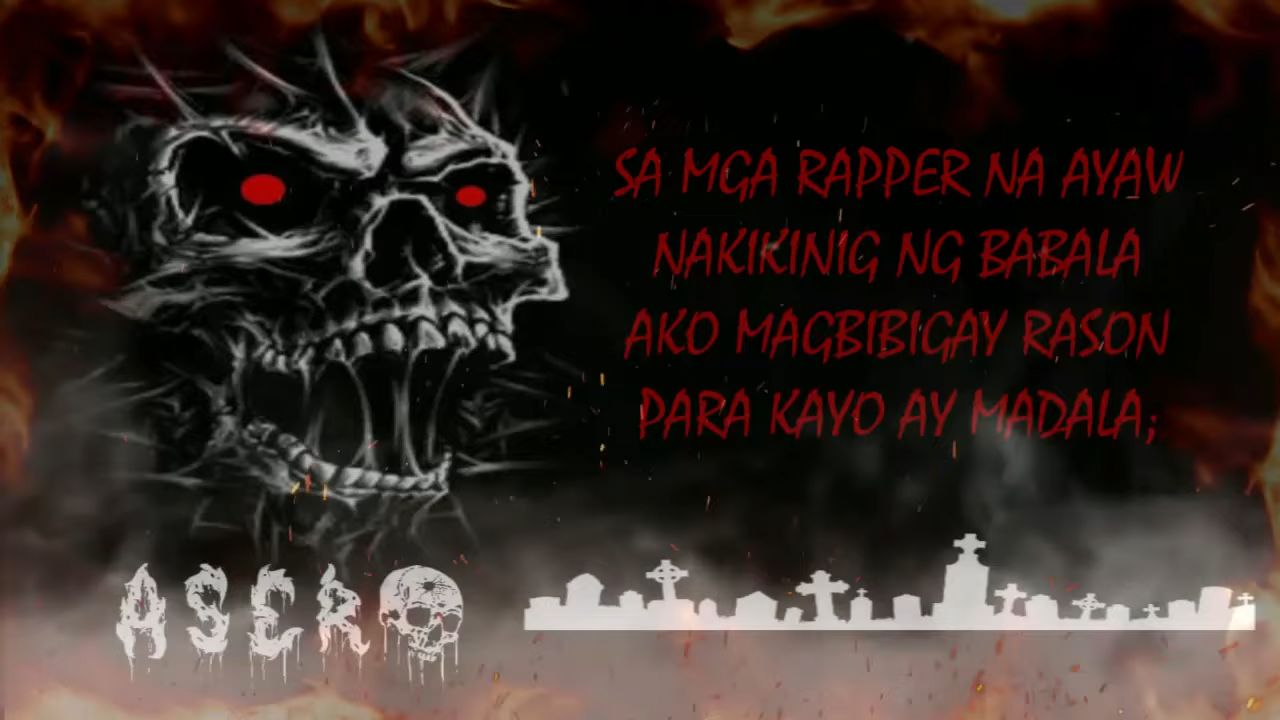 SA MGA RAPPER NA AYAW
NAKIKINIG NG BABALA
AKO MAGBIBIGAY RASON
PARA KAYO AY MADALA;
ASERO